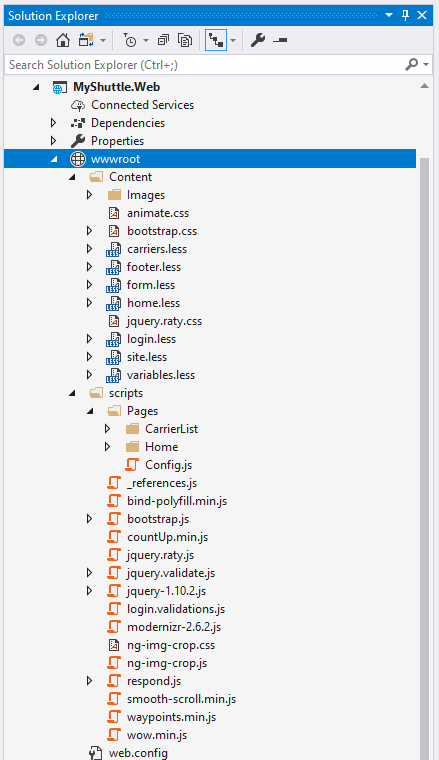 Solution Explorer
Search Solution Explorer (Ctrl+;)
MyShuttle.Web
Connected Services
Dependencies
Properties
wwwroot
Content
Images
animate.css
bootstrap.css
carriers.less
footer.less
form.less
home.less
jquery.raty.css
login.less
site.less
variables.less
scripts
Pages
CarrierList
Home
Config.js
_references.js
bind-polyfill.min.js
bootstrap.js
countUp.min.js
jquery.raty.js
jquery.validate.js
jquery-1.10.2.js
login.validations.js
modernizr-2.6.2.js
ng-img-crop.css
ng-img-crop.js
respond.js
smooth-scroll.min.js
waypoints.min.js
wow.min.js
web.config